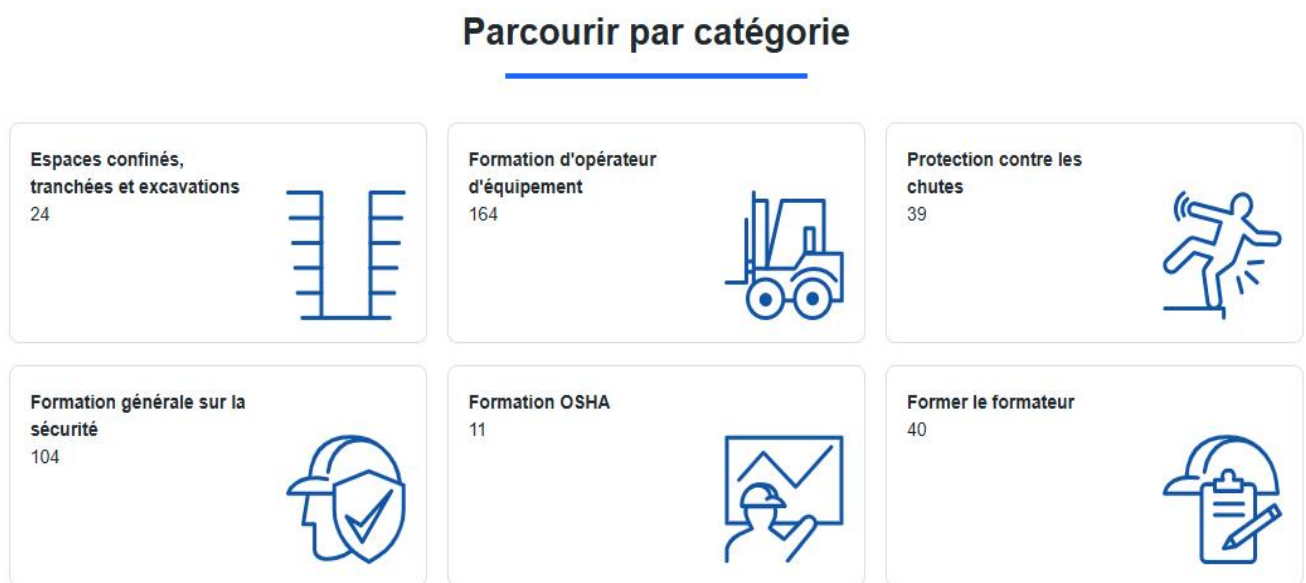 Parcourir par catégorie
Espaces confinés,
tranchées et excavations
24
Formation d'opérateur
d'équipement
164
Protection contre les
chutes
39
Formation générale sur la
sécurité
104
Formation OSHA
11
Former le formateur
40